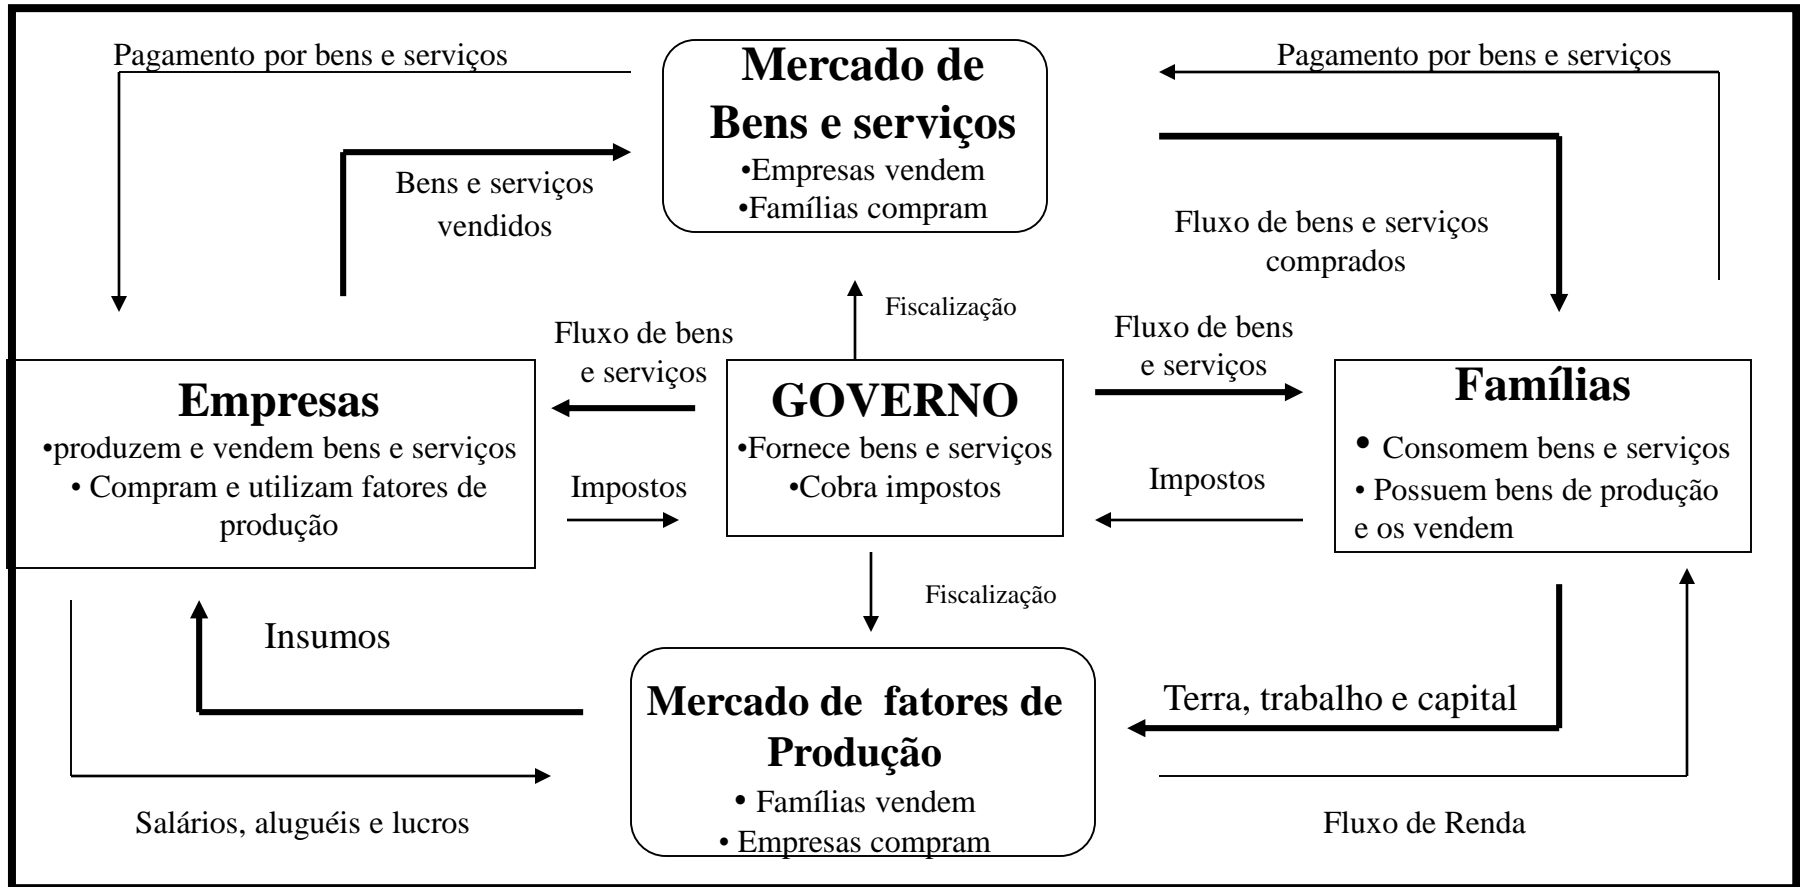 Pagamento por bens e serviços
Mercado de
Bens e serviços
•Empresas vendem
•Famílias compram
Pagamento por bens e serviços
Bens e serviços
vendidos
Fluxo de bens e serviços
comprados
Fiscalização
Fluxo de bens
e serviços
Fluxo de bens
e serviços
Empresas
•produzem e vendem bens e serviços
• Compram e utilizam fatores de
produção
Impostos
GOVERNO
•Fornece bens e serviços
•Cobra impostos
Impostos
Famílias
• Consomem bens e serviços
• Possuem bens de produção
e os vendem
Fiscalização
Insumos
Mercado de fatores de
Produção
• Famílias vendem
• Empresas compram
Terra, trabalho e capital
Salários, aluguéis e lucros
Fluxo de Renda